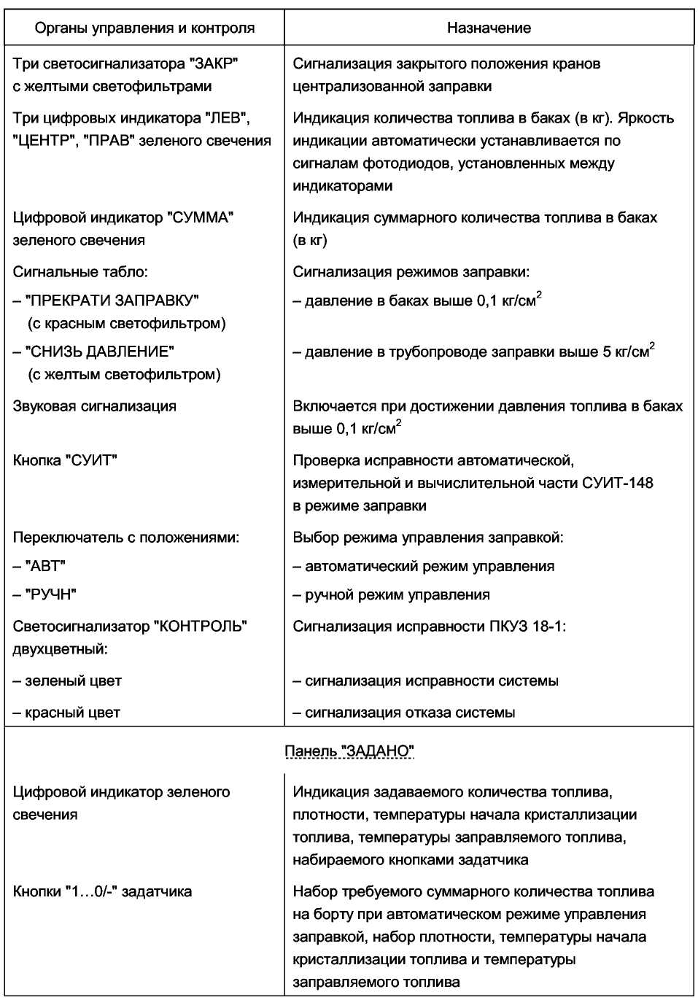 Органы управления и контроля
Назначение
Три светосигнализатора "ЗАКР"
с желтыми светофильтрами
Сигнализация закрытого положения кранов
централизованной заправки
Три цифровых индикатора "ЛЕВ",
"ЦЕНТР", "ПРАВ" зеленого свечения
Индикация количества топлива в баках (в кг). Яркость
индикации автоматически устанавливается по
сигналам фотодиодов, установленных между
индикаторами
Цифровой индикатор "СУММА"
зеленого свечения
Индикация суммарного количества топлива в баках
(в кг)
Сигнальные табло:
Сигнализация режимов заправки:
– "ПРЕКРАТИ ЗАПРАВКУ"
(с красным светофильтром)
– давление в баках выше 0,1 кг/см²
– "СНИЗЬ ДАВЛЕНИЕ"
(с желтым светофильтром)
– давление в трубопроводе заправки выше 5 кг/см²
Звуковая сигнализация
Включается при достижении давления топлива в баках
выше 0,1 кг/см²
Кнопка "СУИТ"
Проверка исправности автоматической,
измерительной и вычислительной части СУИТ-148
в режиме заправки
Переключатель с положениями:
Выбор режима управления заправкой:
– "АВТ"
– автоматический режим управления
– "РУЧН"
– ручной режим управления
Светосигнализатор "КОНТРОЛЬ"
двухцветный:
Сигнализация исправности ПКУЗ 18-1:
– зеленый цвет
– сигнализация исправности системы
– красный цвет
– сигнализация отказа системы
Панель "ЗАДАНО"
Цифровой индикатор зеленого
свечения
Индикация задаваемого количества топлива,
плотности, температуры начала кристаллизации
топлива, температуры заправляемого топлива,
набираемого кнопками задатчика
Кнопки "1…0/-" задатчика
Набор требуемого суммарного количества топлива
на борту при автоматическом режиме управления
заправкой, набор плотности, температуры начала
кристаллизации топлива и температуры
заправляемого топлива